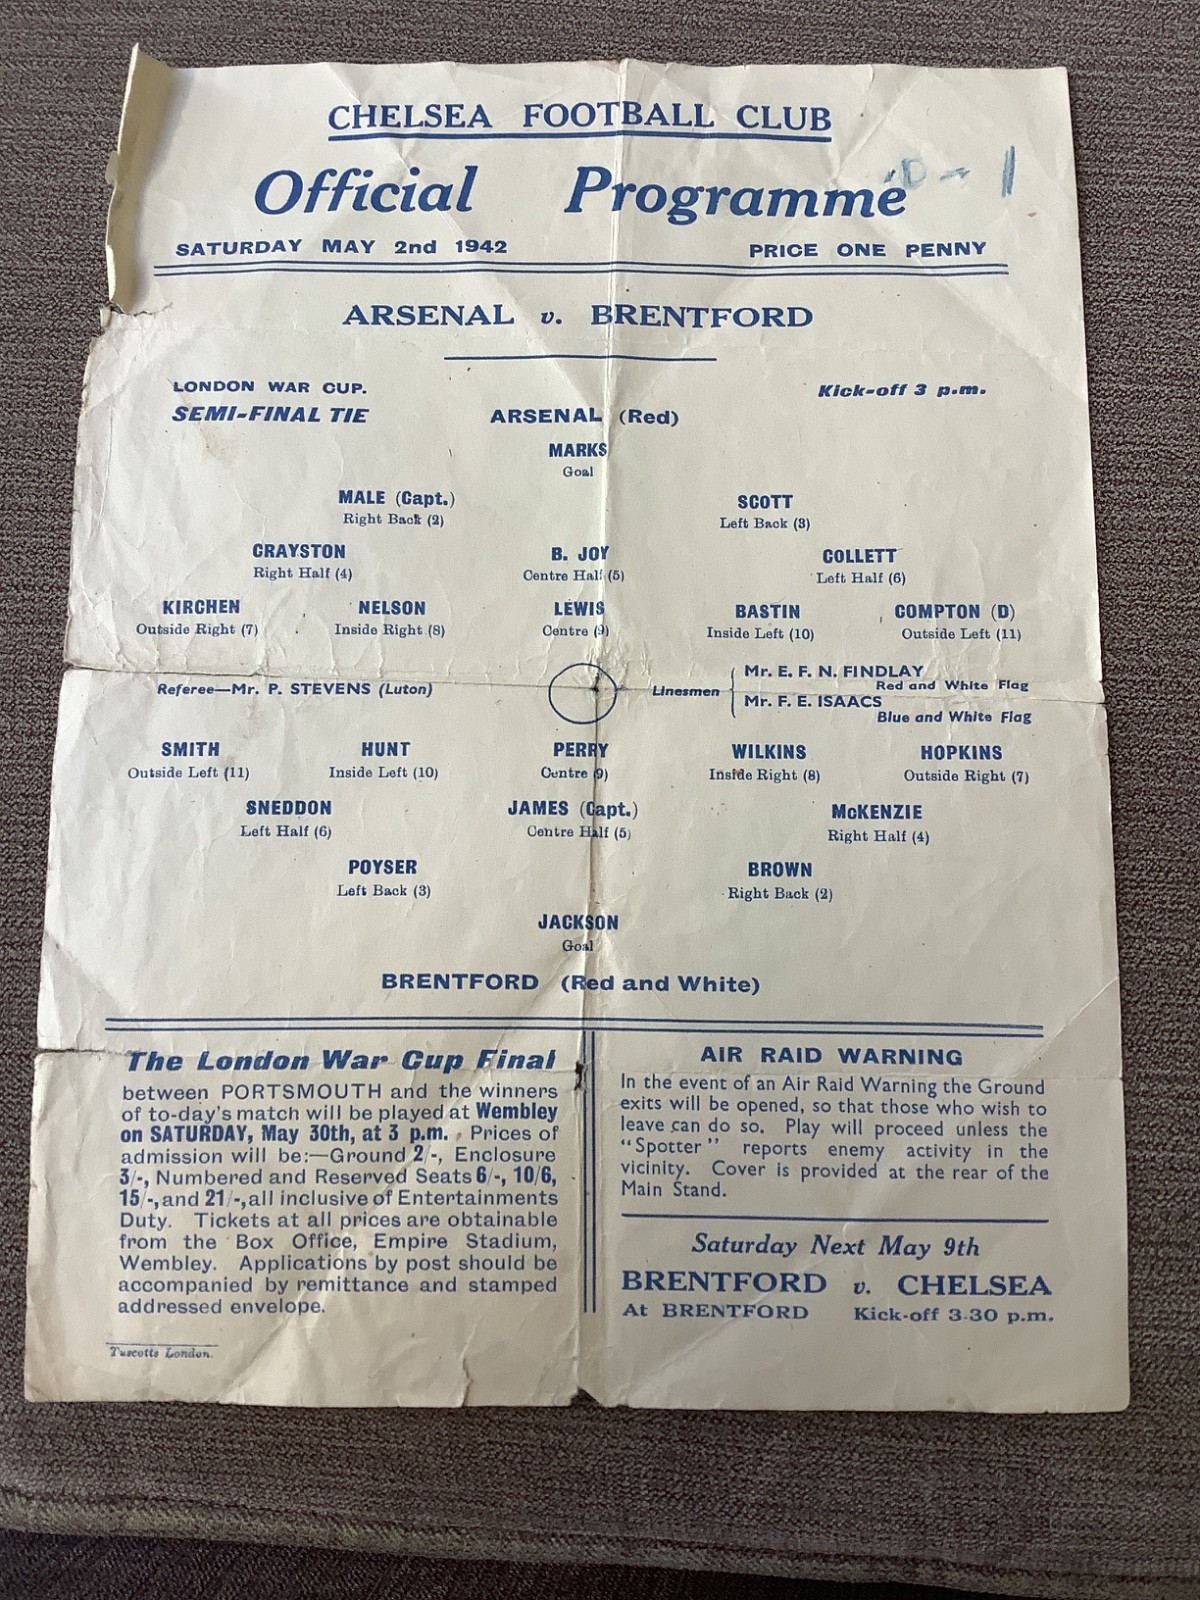 CHELSEA FOOTBALL CLUB
Official Programme
SATURDAY MAY 2nd 1942 PRICE ONE PENNY
ARSENAL v. BRENTFORD
LONDON WAR CUP. Kick-off 3 p.m.
SEMI-FINAL TIE ARSENAL (Red)
MARKS
Goal
MALE (Capt.) SCOTT
Right Back (2) Left Back (3)
CRAYSTON B. JOY COLLETT
Right Half (4) Centre Half (5) Left Half (6)
KIRCHEN NELSON LEWIS BASTIN COMPTON (D)
Outside Right (7) Inside Right (8) Centre (9) Inside Left (10) Outside Left (11)
Referee—Mr. P. STEVENS (Luton) Linesmen Mr. E. F. N. FINDLAY
Red and White Flag
Mr. F. E. ISAACS
Blue and White Flag
SMITH HUNT PERRY WILKINS HOPKINS
Outside Left (11) Inside Left (10) Centre (9) Inside Right (8) Outside Right (7)
SNEDDON JAMES (Capt.) McKENZIE
Left Half (6) Centre Half (5) Right Half (4)
POYSER BROWN
Left Back (3) Right Back (2)
JACKSON
Goal
BRENTFORD (Red and White)
The London War Cup Final
between PORTSMOUTH and the winners
of to-day's match will be played at Wembley
on SATURDAY, May 30th, at 3 p.m. Prices of
admission will be:—Ground 2/-, Enclosure
3/-, Numbered and Reserved Seats 6/-, 10/6,
15/-, and 21/-, all inclusive of Entertainments
Duty. Tickets at all prices are obtainable
from the Box Office, Empire Stadium,
Wembley. Applications by post should be
accompanied by remittance and stamped
addressed envelope.
Tuscotts London.
AIR RAID WARNING
In the event of an Air Raid Warning the Ground
exits will be opened, so that those who wish to
leave can do so. Play will proceed unless the
"Spotter" reports enemy activity in the
vicinity. Cover is provided at the rear of the
Main Stand.
Saturday Next May 9th
BRENTFORD v. CHELSEA
At BRENTFORD Kick-off 3-30 p.m.